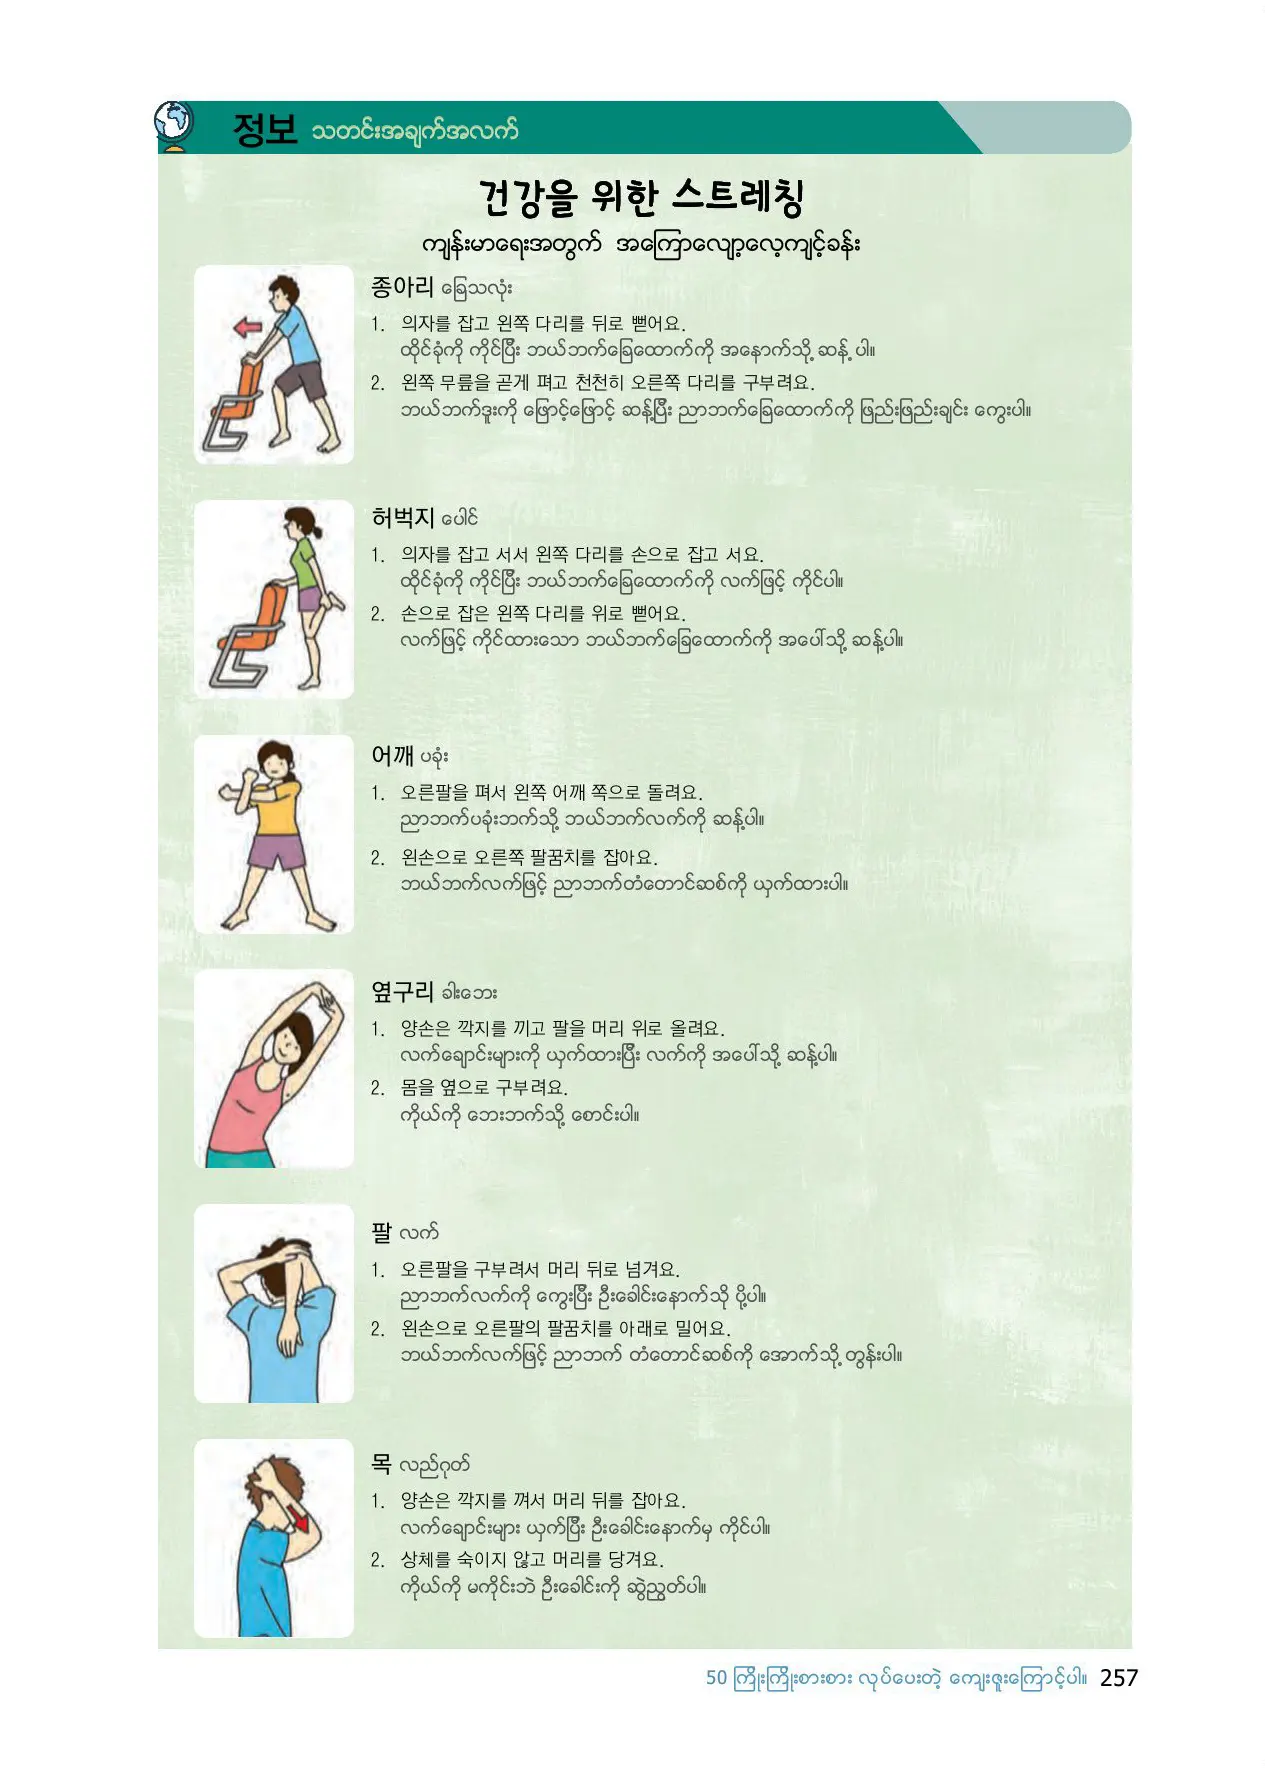 정보 သတင်းအချက်အလက်
건강을 위한 스트레칭
ကျန်းမာရေးအတွက် အကြောလျော့လေ့ကျင့်ခန်း
종아리 ခြေသလုံး
1. 의자를 잡고 왼쪽 다리를 뒤로 뻗어요.
ထိုင်ခုံကို ကိုင်ပြီး ဘယ်ဘက်ခြေထောက်ကို အနောက်သို့ ဆန့် ပါ။
2. 왼쪽 무릎을 곧게 펴고 천천히 오른쪽 다리를 구부려요.
ဘယ်ဘက်ဒူးကို ဖြောင့်ဖြောင့် ဆန့်ပြီး ညာဘက်ခြေထောက်ကို ဖြည်းဖြည်းချင်း ကွေးပါ။
허벅지 ပေါင်
1. 의자를 잡고 서서 왼쪽 다리를 손으로 잡고 서요.
ထိုင်ခုံကို ကိုင်ပြီး ဘယ်ဘက်ခြေထောက်ကို လက်ဖြင့် ကိုင်ပါ။
2. 손으로 잡은 왼쪽 다리를 위로 뻗어요.
လက်ဖြင့် ကိုင်ထားသော ဘယ်ဘက်ခြေထောက်ကို အပေါ်သို့ ဆန့်ပါ။
어깨 ပခုံး
1. 오른팔을 펴서 왼쪽 어깨 쪽으로 돌려요.
ညာဘက်ပခုံးဘက်သို့ ဘယ်ဘက်လက်ကို ဆန့်ပါ။
2. 왼손으로 오른쪽 팔꿈치를 잡아요.
ဘယ်ဘက်လက်ဖြင့် ညာဘက်တံတောင်ဆစ်ကို ယှက်ထားပါ။
옆구리 ခါးဘေး
1. 양손은 깍지를 끼고 팔을 머리 위로 올려요.
လက်ချောင်းများကို ယှက်ထားပြီး လက်ကို အပေါ်သို့ ဆန့်ပါ။
2. 몸을 옆으로 구부려요.
ကိုယ်ကို ဘေးဘက်သို့ စောင်းပါ။
팔 လက်
1. 오른팔을 구부려서 머리 뒤로 넘겨요.
ညာဘက်လက်ကို ကွေးပြီး ဦးခေါင်းနောက်သို ပို့ပါ။
2. 왼손으로 오른팔의 팔꿈치를 아래로 밀어요.
ဘယ်ဘက်လက်ဖြင့် ညာဘက် တံတောင်ဆစ်ကို အောက်သို့ တွန်းပါ။
목 လည်ဂုတ်
1. 양손은 깍지를 껴서 머리 뒤를 잡아요.
လက်ချောင်းများ ယှက်ပြီး ဦးခေါင်းနောက်မှ ကိုင်ပါ။
2. 상체를 숙이지 않고 머리를 당겨요.
ကိုယ်ကို မကိုင်းဘဲ ဦးခေါင်းကို ဆွဲညွှတ်ပါ။
50 ကြိုးကြိုးစားစား လုပ်ပေးတဲ့ ကျေးဇူးကြောင့်ပါ။ 257